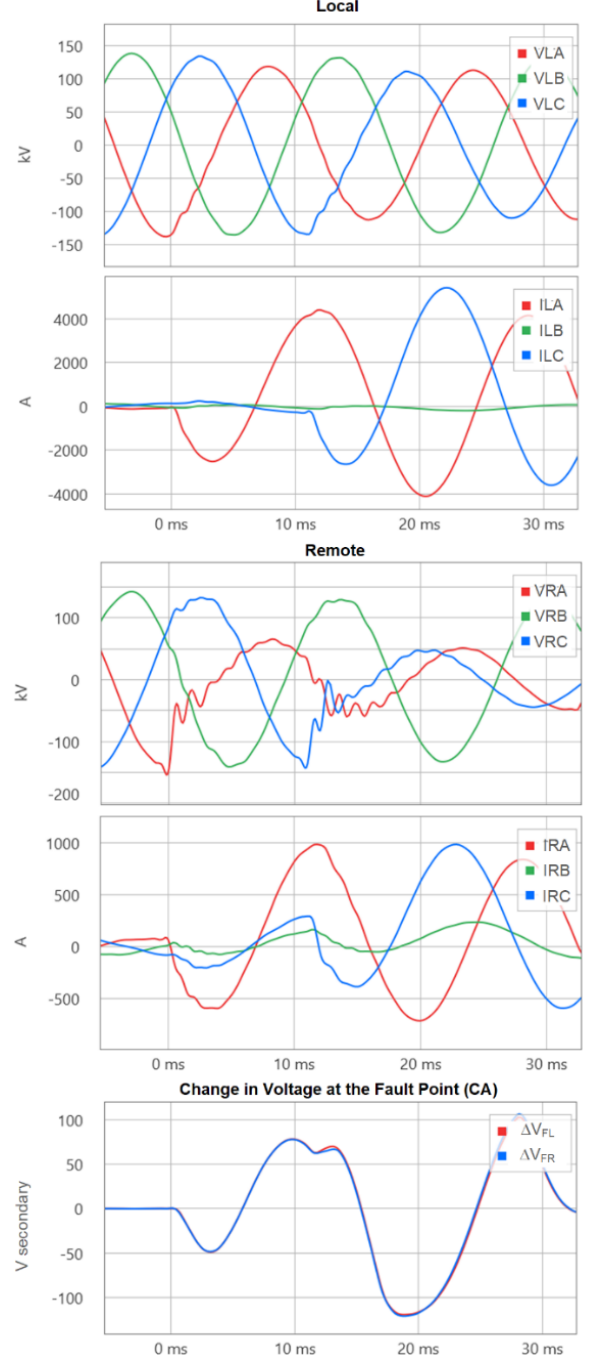 Local
150
100
50
0
-50
-100
-150
kV
VLA
VLB
VLC
4000
2000
0
-2000
-4000
A
ILA
ILB
ILC
0 ms 10 ms 20 ms 30 ms
Remote
100
0
-100
-200
kV
VRA
VRB
VRC
1000
500
0
-500
A
IRA
IRB
IRC
0 ms 10 ms 20 ms 30 ms
Change in Voltage at the Fault Point (CA)
100
50
0
-50
-100
V secondary
ΔVFL
ΔVFR
0 ms 10 ms 20 ms 30 ms